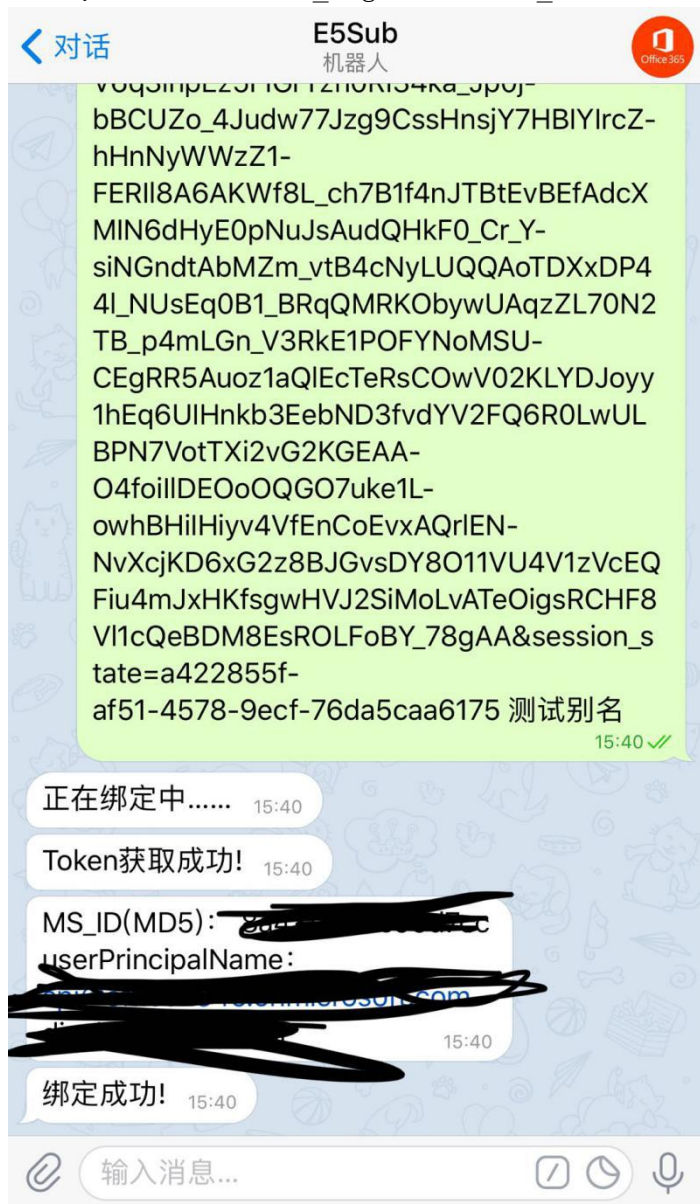 对话
E5Sub
机器人
Office 365
bBCUZo_4Judw77Jzg9CssHnsjY7HBIYIrcZ-
hHnNyWWzZ1-
FERIl8A6AKWf8L_ch7B1f4nJTBtEvBEfAdcX
MIN6dHyE0pNuJsAudQHkF0_Cr_Y-
siNGndtAbMZm_vtB4cNyLUQQAoTDXxDP4
4l_NUsEq0B1_BRqQMRKObywUAqzZL70N2
TB_p4mLGn_V3RkE1POFYNoMSU-
CEgRR5Auoz1aQlEcTeRsCOwV02KLYDJoyy
1hEq6UIHnkb3EebND3fvdYV2FQ6R0LwUL
BPN7VotTXi2vG2KGEAA-
O4foiIlDEOoOQGO7uke1L-
owhBHilHiyv4VfEnCoEvxAQrlEN-
NvXcjKD6xG2z8BJGvsDY8O11VU4V1zVcEQ
Fiu4mJxHKfsgwHVJ2SiMoLvATeOigsRCHF8
Vl1cQeBDM8EsROLFoBY_78gAA&session_s
tate=a422855f-
af51-4578-9ecf-76da5caa6175 测试别名
15:40
正在绑定中...... 15:40
Token获取成功! 15:40
MS_ID(MD5):
userPrincipalName:
15:40
绑定成功! 15:40
输入消息...